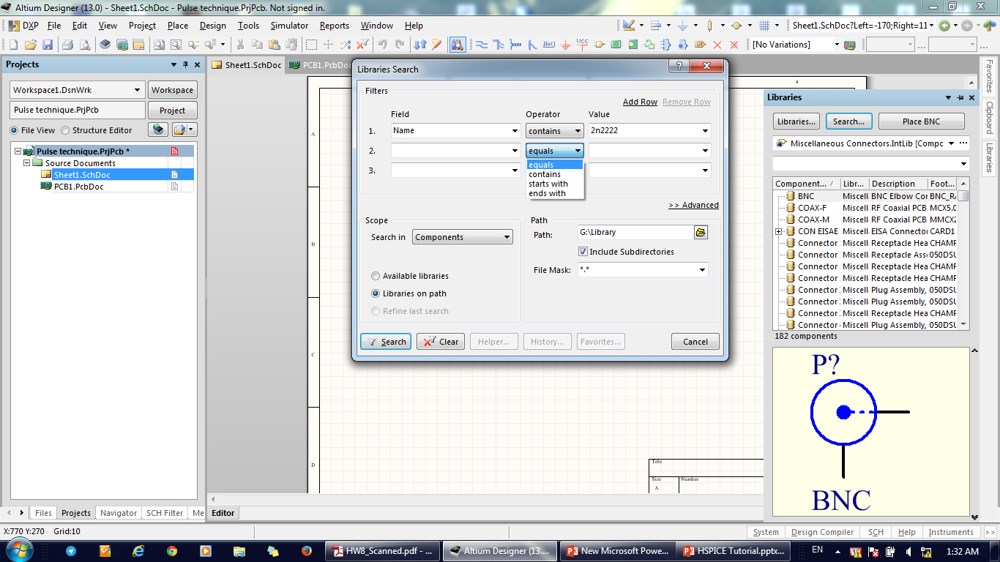 Altium Designer (13.0) - Sheet1.SchDoc - Pulse technique.PrjPcb. Not signed in.
DXP File Edit View Project Place Design Tools Simulator Reports Window Help
Sheet1.SchDoc?Left=-170;Right=11
[No Variations]
Projects
Workspace1.DsnWrk Workspace
Pulse technique.PrjPcb Project
File View Structure Editor
Pulse technique.PrjPcb *
Source Documents
Sheet1.SchDoc
PCB1.PcbDoc
Files Projects Navigator SCH Filter Me
Sheet1.SchDoc PCB1.PcbDoc
Libraries Search
Filters
Add Row Remove Row
Field Operator Value
1. Name contains 2n2222
2. equals
3.
equals
contains
starts with
ends with
>> Advanced
Scope
Search in Components
Available libraries
Libraries on path
Refine last search
Path
Path: G:\Library
Include Subdirectories
File Mask: *.*
Search Clear Helper... History... Favorites... Cancel
4
A
B
C
D
Title
Size Number
A
Editor
Libraries
Libraries... Search... Place BNC
Miscellaneous Connectors.IntLib [Compc
Component... Libr... Description Foot...
BNC Miscell BNC Elbow Cor BNC_RA
COAX-F Miscell RF Coaxial PCB MCX5.0
COAX-M Miscell RF Coaxial PCB MMCX2
CON EISAE Miscell EISA Connector CARD1
Connector Miscell Receptacle Hea CHAMF
Connector Miscell Receptacle Asse 050DSU
Connector Miscell Receptacle Hea CHAMF
Connector Miscell Receptacle Hea CHAMF
Connector Miscell Plug Assembly, 050DSU
Connector Miscell Plug Assembly, 050DSU
Connector Miscell Receptacle Hea CHAMF
Connector Miscell Plug Assembly, 050DSU
182 components
P?
BNC
Favorites
Clipboard
Libraries
X:770 Y:270 Grid:10
System Design Compiler SCH Help Instruments >>
HW8_Scanned.pdf - ... Altium Designer (13.... New Microsoft Powe... HSPICE Tutorial.pptx...
EN 1:32 AM